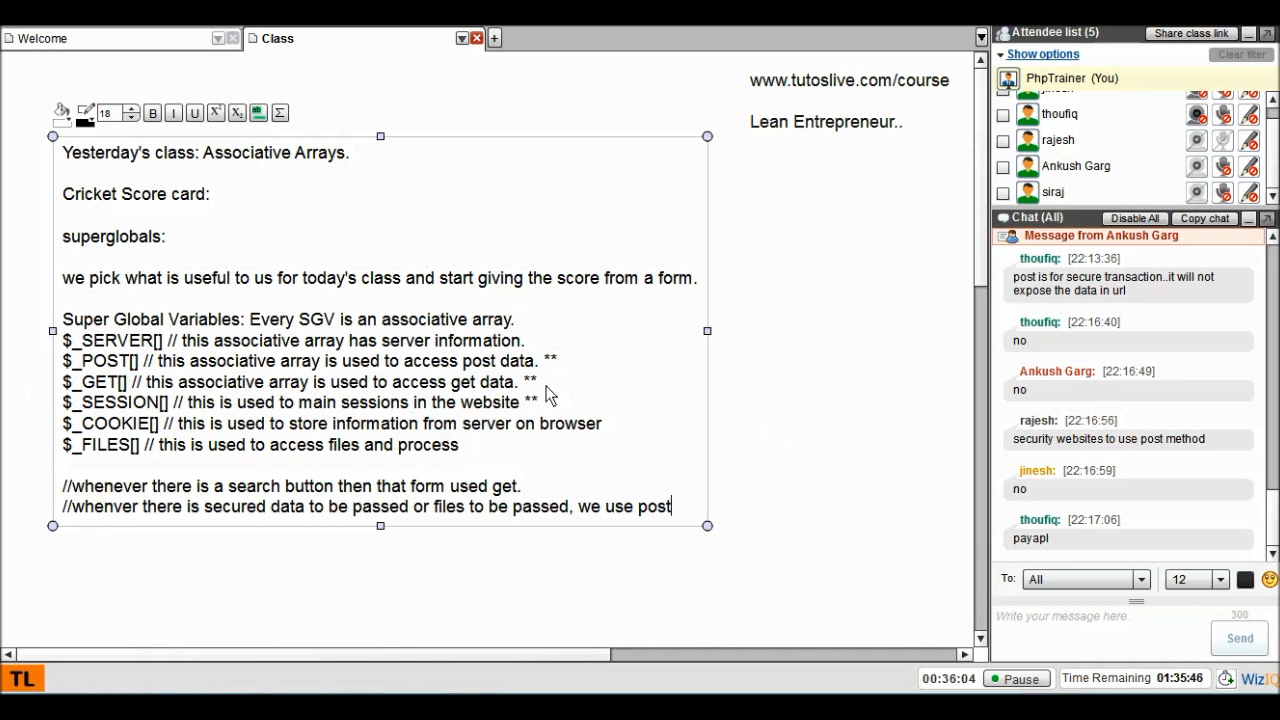 Welcome
Class
+
Attendee list (5)
Share class link
Show options
Clear filter
PhpTrainer (You)
thoufiq
rajesh
Ankush Garg
siraj
www.tutoslive.com/course
Lean Entrepreneur..
18 B I U X² X₂ ab Σ
Yesterday's class: Associative Arrays.
Cricket Score card:
superglobals:
we pick what is useful to us for today's class and start giving the score from a form.
Super Global Variables: Every SGV is an associative array.
$_SERVER[] // this associative array has server information.
$_POST[] // this associative array is used to access post data. **
$_GET[] // this associative array is used to access get data. **
$_SESSION[] // this is used to main sessions in the website **
$_COOKIE[] // this is used to store information from server on browser
$_FILES[] // this is used to access files and process
//whenever there is a search button then that form used get.
//whenver there is secured data to be passed or files to be passed, we use post
Chat (All)
Disable All
Copy chat
Message from Ankush Garg
thoufiq: [22:13:36]
post is for secure transaction..it will not
expose the data in url
thoufiq: [22:16:40]
no
Ankush Garg: [22:16:49]
no
rajesh: [22:16:56]
security websites to use post method
jinesh: [22:16:59]
no
thoufiq: [22:17:06]
payapl
To: All 12
Write your message here.
300
Send
TL
00:36:04
Pause
Time Remaining 01:35:46
WizIQ